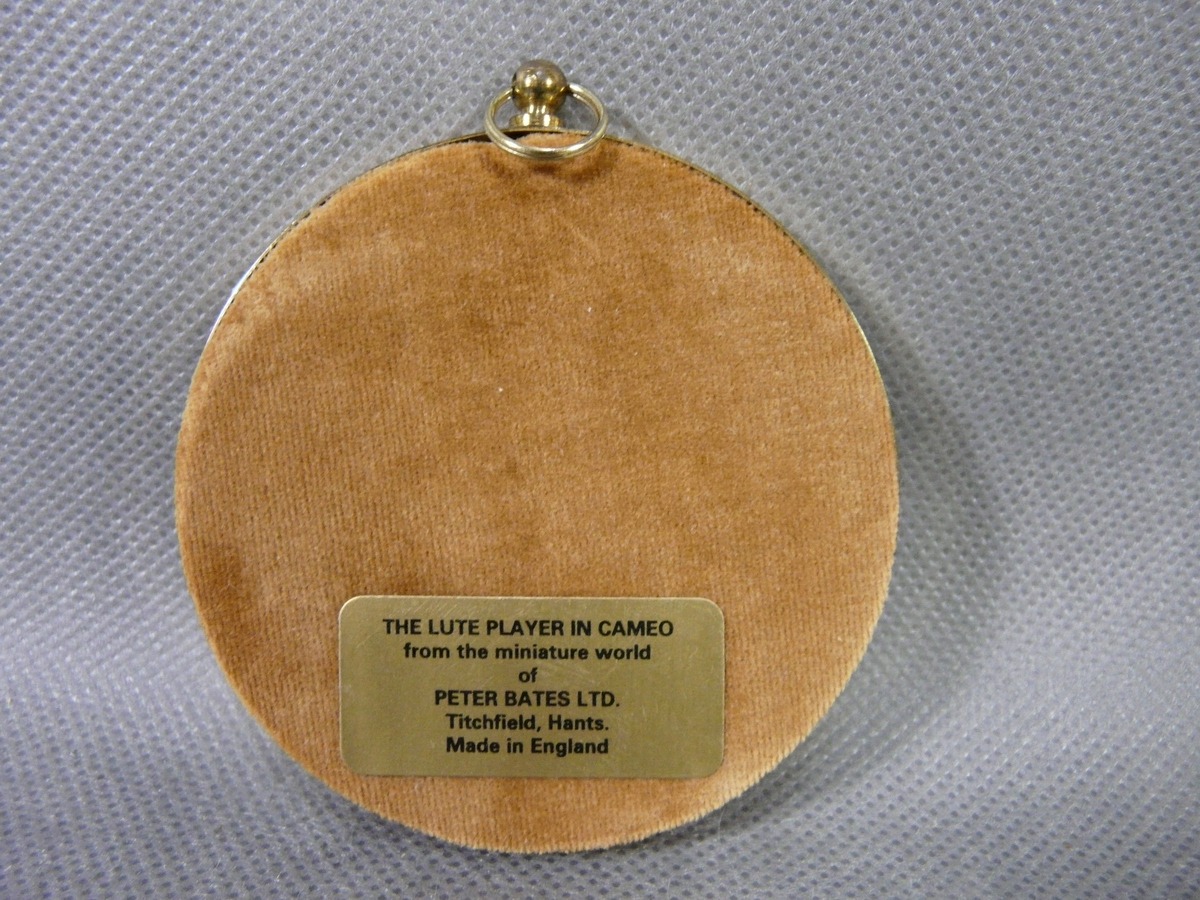 THE LUTE PLAYER IN CAMEO
from the miniature world
of
PETER BATES LTD.
Titchfield, Hants.
Made in England